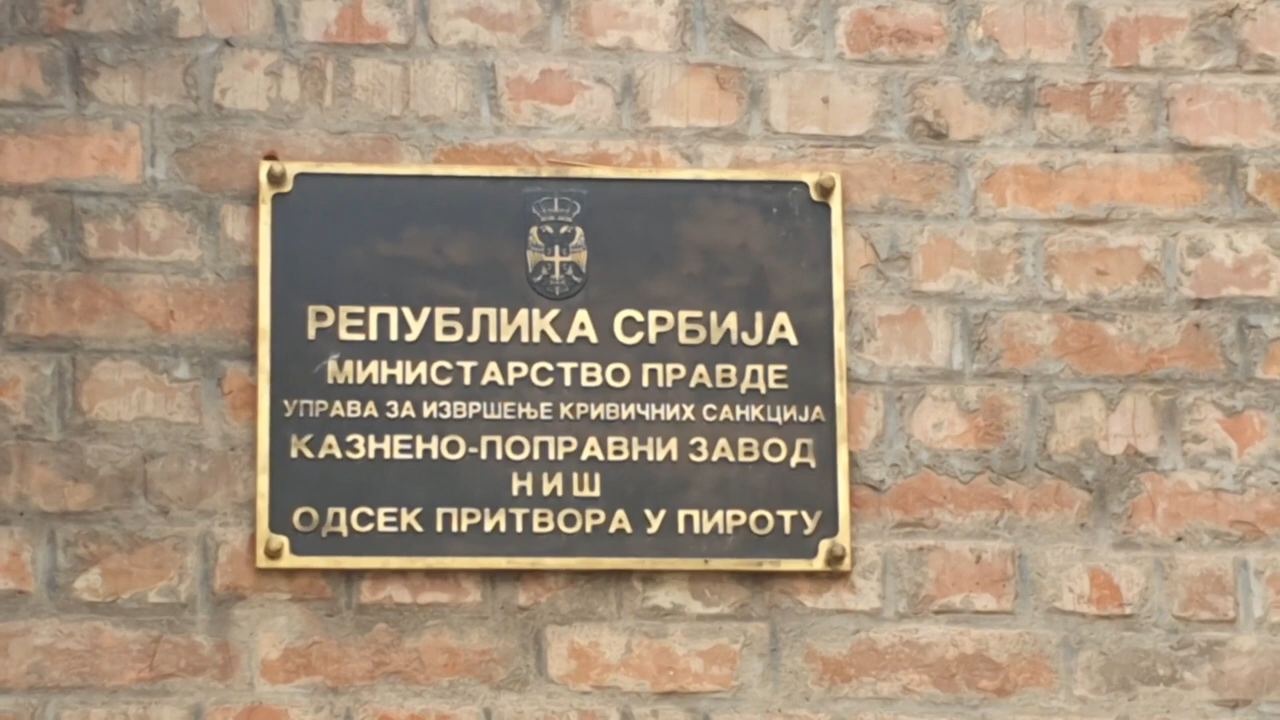 РЕПУБЛИКА СРБИЈА
МИНИСТАРСТВО ПРАВДЕ
УПРАВА ЗА ИЗВРШЕЊЕ КРИВИЧНИХ САНКЦИЈА
КАЗНЕНО-ПОПРАВНИ ЗАВОД
НИШ
ОДСЕК ПРИТВОРА У ПИРОТУ